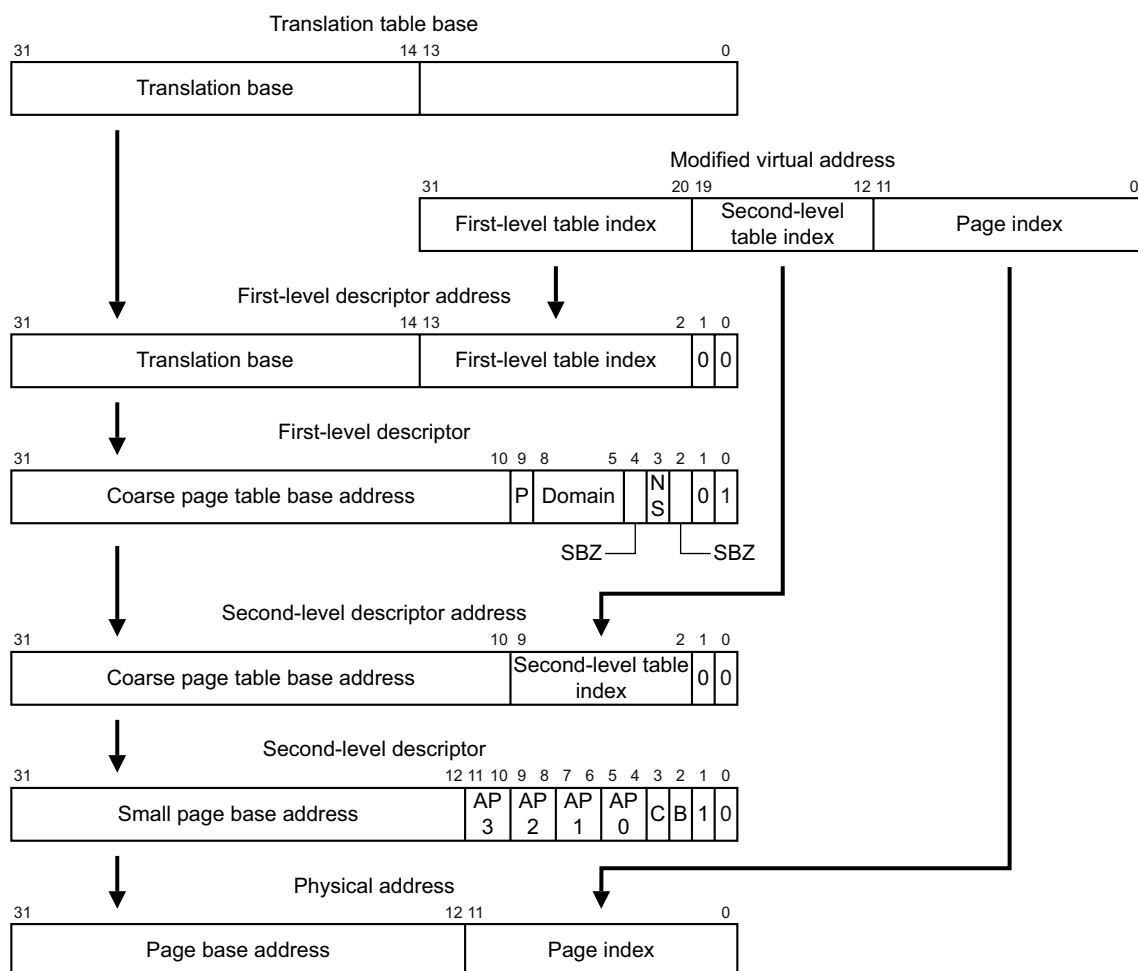 Translation table base
31 14 13 0
Translation base
Modified virtual address
31 20 19 12 11 0
First-level table index
Second-level
table index
Page index
First-level descriptor address
31 14 13 2 1 0
Translation base First-level table index 0 0
First-level descriptor
31 10 9 8 5 4 3 2 1 0
Coarse page table base address P Domain
N
S
0 1
SBZ SBZ
Second-level descriptor address
31 10 9 2 1 0
Coarse page table base address
Second-level table
index
0 0
Second-level descriptor
31 12 11 10 9 8 7 6 5 4 3 2 1 0
Small page base address
AP
3
AP
2
AP
1
AP
0
C B 1 0
Physical address
31 12 11 0
Page base address Page index